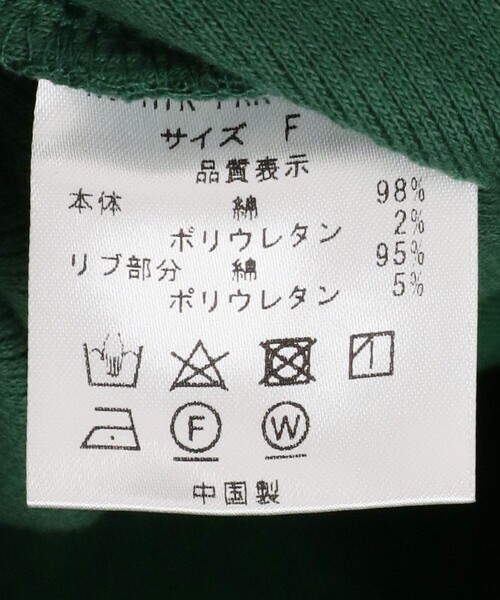 サイズ F
品質表示
本体 綿 98%
ポリウレタン 2%
リブ部分 綿 95%
ポリウレタン 5%
F W
中国製